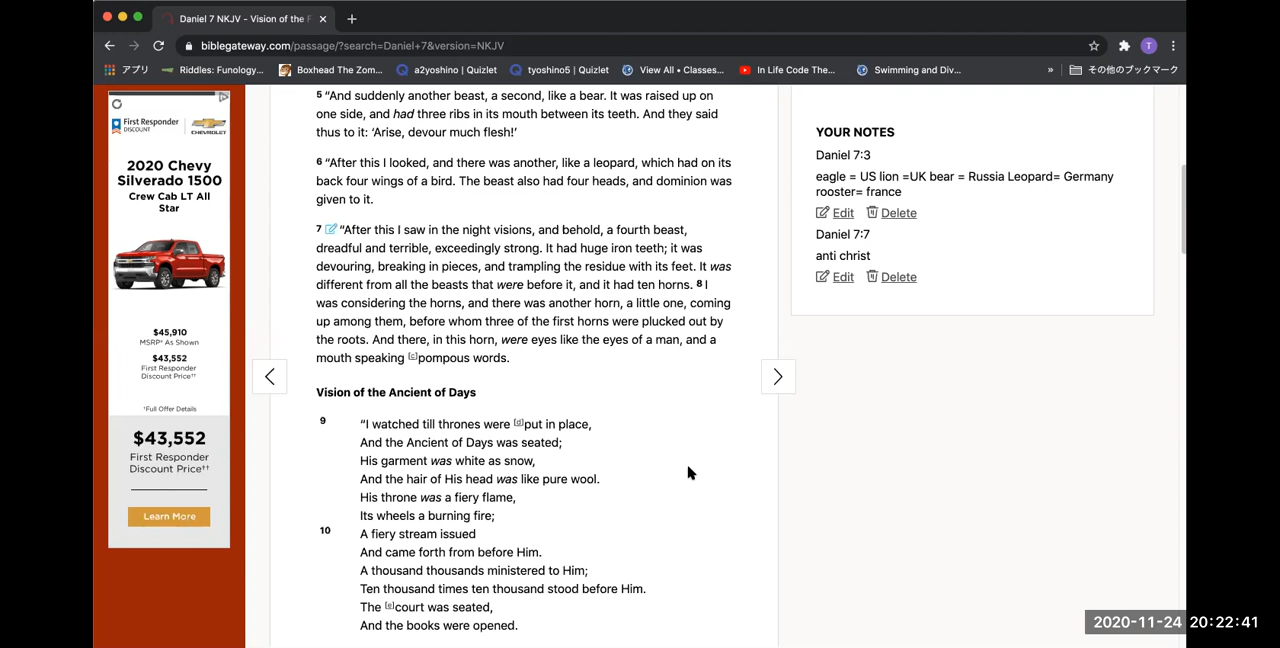 Daniel 7 NKJV - Vision of the F
biblegateway.com/passage/?search=Daniel+7&version=NKJV
T
アプリ
Riddles: Funology...
Boxhead The Zom...
a2yoshino | Quizlet
tyoshino5 | Quizlet
View All • Classes...
In Life Code The...
Swimming and Div...
»
その他のブックマーク
First Responder
DISCOUNT
CHEVROLET
2020 Chevy
Silverado 1500
Crew Cab LT All
Star
$45,910
MSRP† As Shown
$43,552
First Responder
Discount Price††
†Full Offer Details
$43,552
First Responder
Discount Price††
Learn More
5 “And suddenly another beast, a second, like a bear. It was raised up on
one side, and had three ribs in its mouth between its teeth. And they said
thus to it: ‘Arise, devour much flesh!’
6 “After this I looked, and there was another, like a leopard, which had on its
back four wings of a bird. The beast also had four heads, and dominion was
given to it.
7 “After this I saw in the night visions, and behold, a fourth beast,
dreadful and terrible, exceedingly strong. It had huge iron teeth; it was
devouring, breaking in pieces, and trampling the residue with its feet. It was
different from all the beasts that were before it, and it had ten horns. 8 I
was considering the horns, and there was another horn, a little one, coming
up among them, before whom three of the first horns were plucked out by
the roots. And there, in this horn, were eyes like the eyes of a man, and a
mouth speaking [c]pompous words.
Vision of the Ancient of Days
9 “I watched till thrones were [d]put in place,
And the Ancient of Days was seated;
His garment was white as snow,
And the hair of His head was like pure wool.
His throne was a fiery flame,
Its wheels a burning fire;
10 A fiery stream issued
And came forth from before Him.
A thousand thousands ministered to Him;
Ten thousand times ten thousand stood before Him.
The [e]court was seated,
And the books were opened.
YOUR NOTES
Daniel 7:3
eagle = US lion =UK bear = Russia Leopard= Germany
rooster= france
Edit Delete
Daniel 7:7
anti christ
Edit Delete
2020-11-24 20:22:41